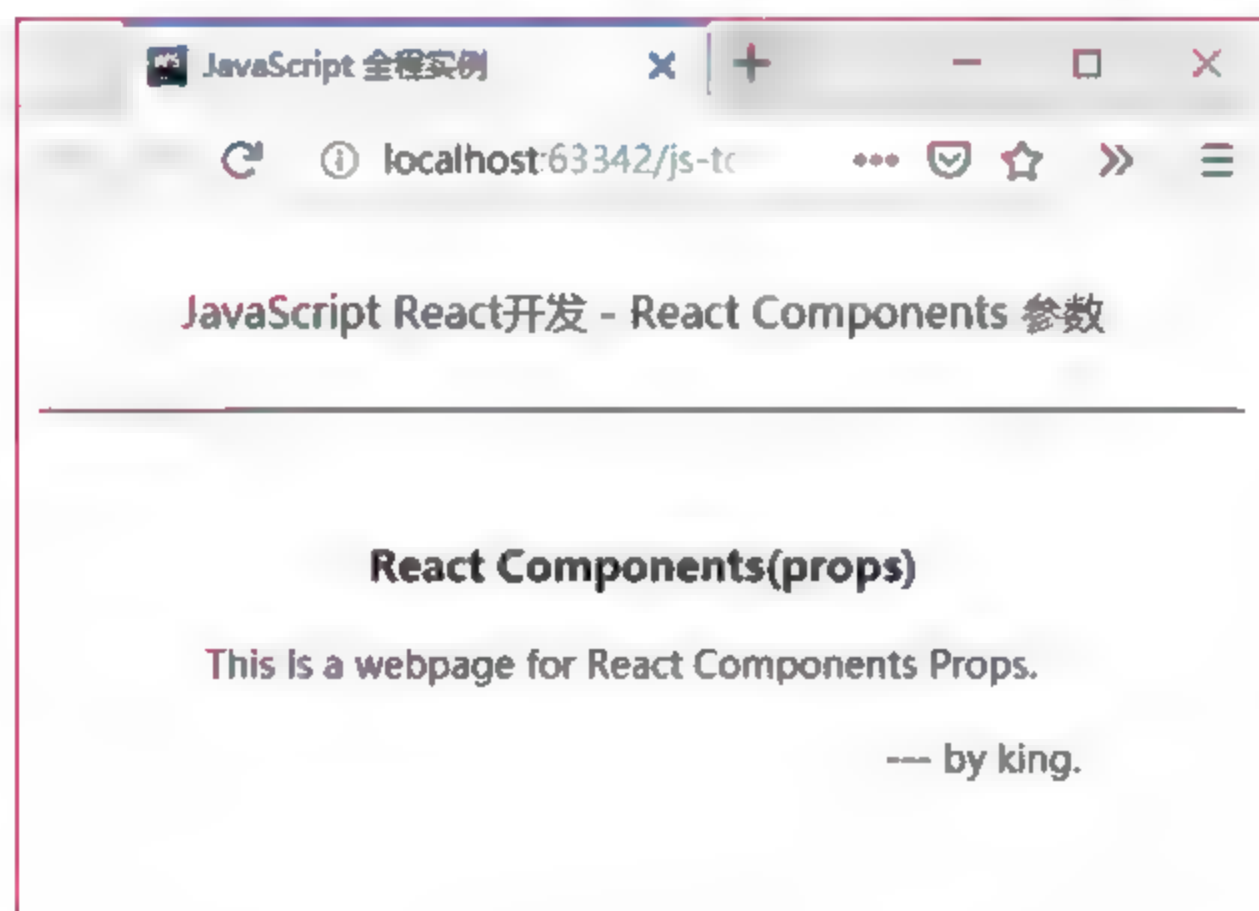 JavaScript 全程实例
localhost:63342/js-to
JavaScript React开发 - React Components 参数
React Components(props)
This is a webpage for React Components Props.
--- by king.